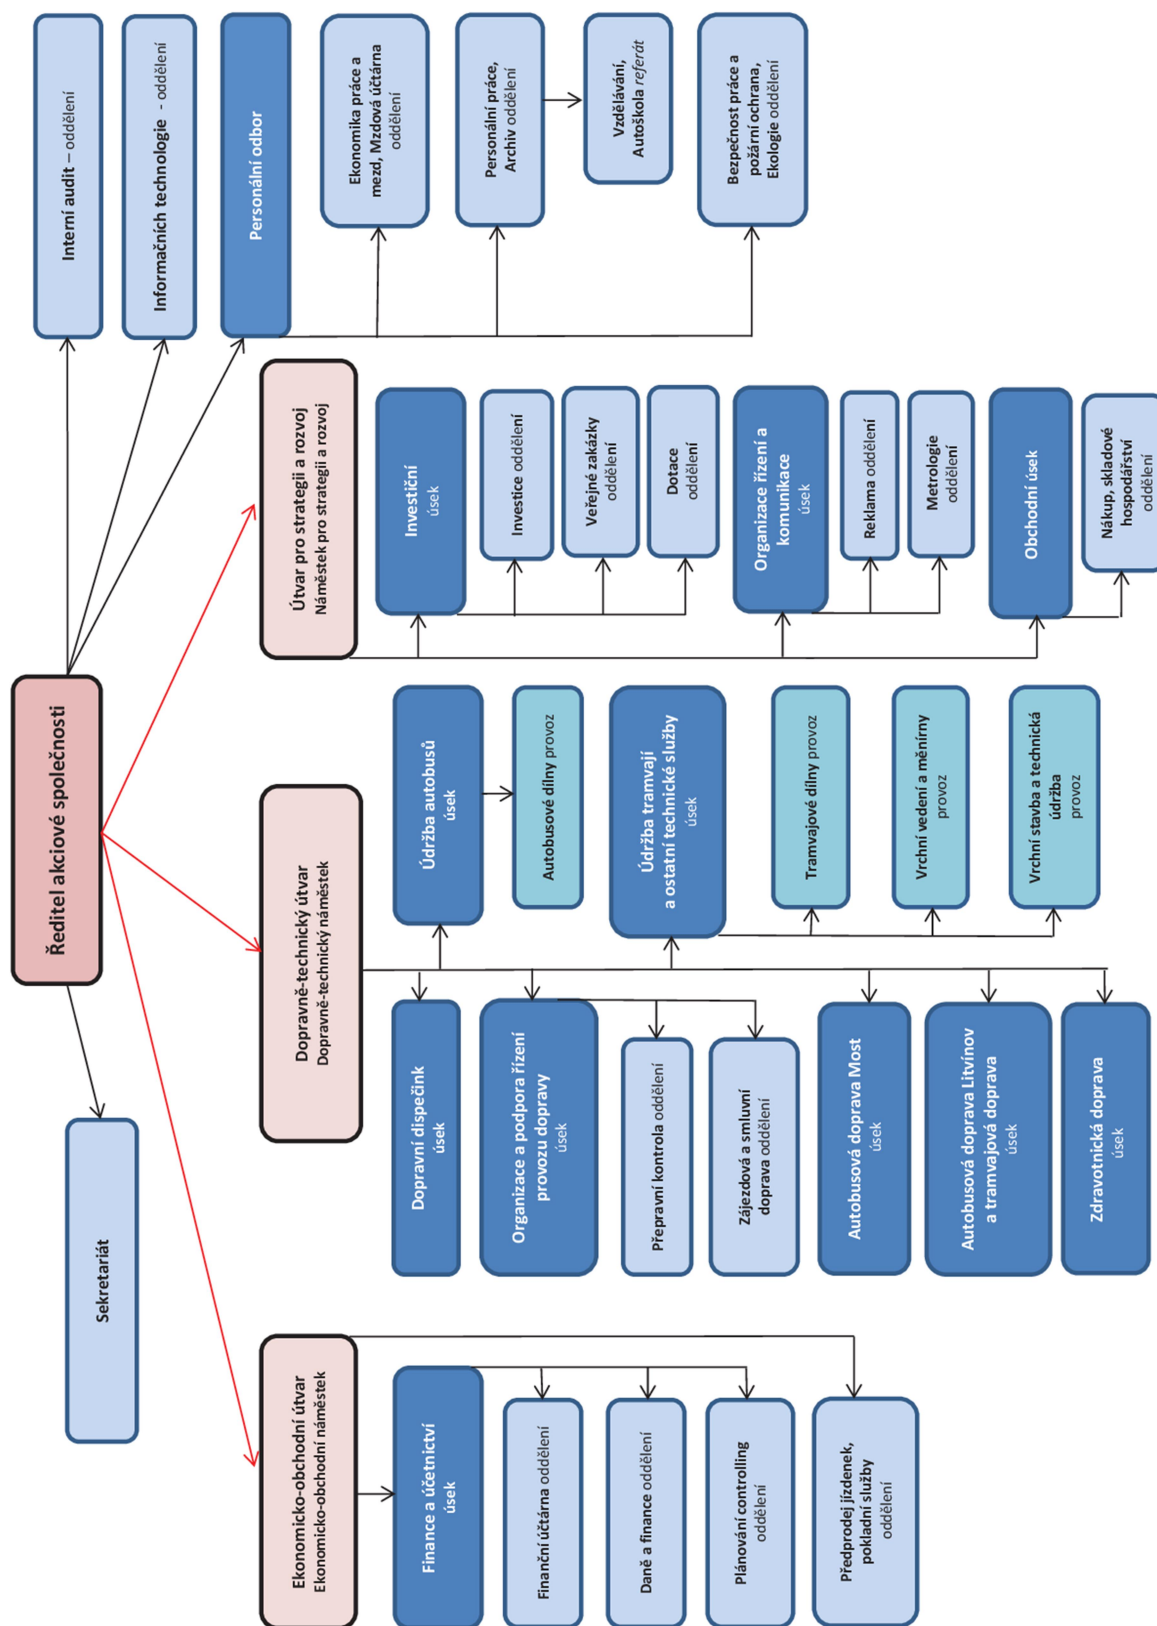 Ředitel akciové společnosti
Sekretariát
Interní audit – oddělení
Informačních technologie - oddělení
Personální odbor
Ekonomika práce a
mezd, Mzdová účtárna
oddělení
Personální práce,
Archiv oddělení
Vzdělávání,
Autoškola referát
Bezpečnost práce a
požární ochrana,
Ekologie oddělení
Ekonomicko-obchodní útvar
Ekonomicko-obchodní náměstek
Finance a účetnictví
úsek
Finanční účtárna oddělení
Daně a finance oddělení
Plánování controlling
oddělení
Předprodej jízdenek,
pokladní služby
oddělení
Dopravně-technický útvar
Dopravně-technický náměstek
Dopravní dispečink
úsek
Organizace a podpora řízení
provozu dopravy
úsek
Přepravní kontrola oddělení
Zájezdová a smluvní
doprava oddělení
Autobusová doprava Most
úsek
Autobusová doprava Litvínov
a tramvajová doprava
úsek
Zdravotnická doprava
úsek
Údržba autobusů
úsek
Autobusové dílny provoz
Údržba tramvají
a ostatní technické služby
úsek
Tramvajové dílny provoz
Vrchní vedení a měnírny
provoz
Vrchní stavba a technická
údržba
provoz
Útvar pro strategii a rozvoj
Náměstek pro strategii a rozvoj
Investiční
úsek
Investice oddělení
Veřejné zakázky
oddělení
Dotace
oddělení
Organizace řízení a
komunikace
úsek
Reklama oddělení
Metrologie
oddělení
Obchodní úsek
Nákup, skladové
hospodářství
oddělení